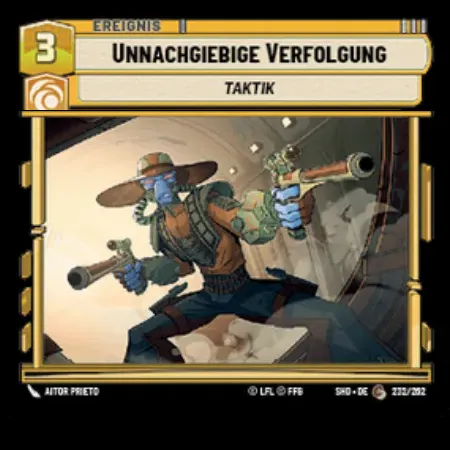 EREIGNIS
3
UNNACHGIEBIGE VERFOLGUNG
TAKTIK
AITOR PRIETO
© LFL © FFG
SHD • DE 232/262